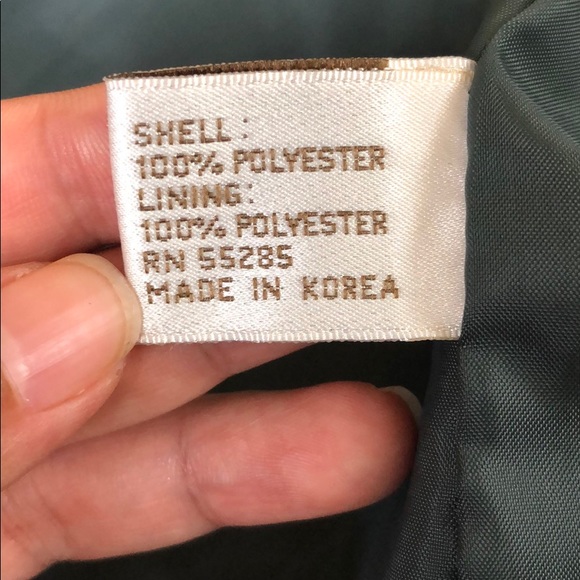 SHELL:
100% POLYESTER
LINING:
100% POLYESTER
RN 55285
MADE IN KOREA